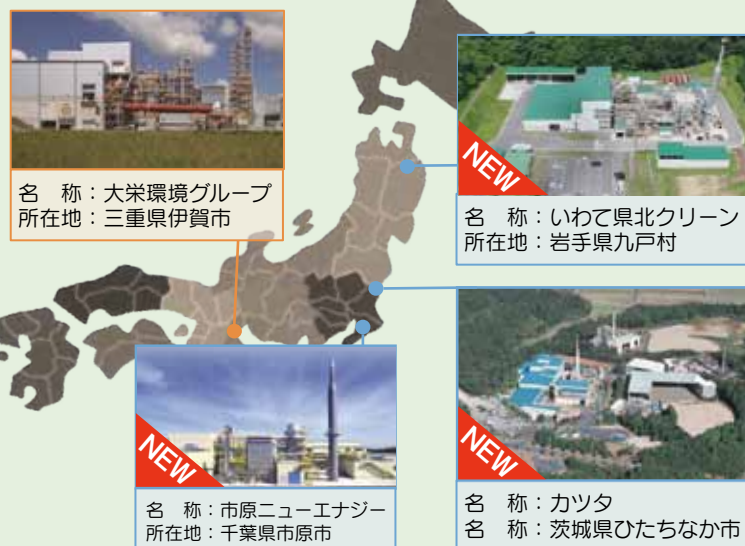 名　称：大栄環境グループ
所在地：三重県伊賀市
NEW
名　称：いわて県北クリーン
所在地：岩手県九戸村
NEW
名　称：市原ニューエナジー
所在地：千葉県市原市
NEW
名　称：カツタ
名　称：茨城県ひたちなか市